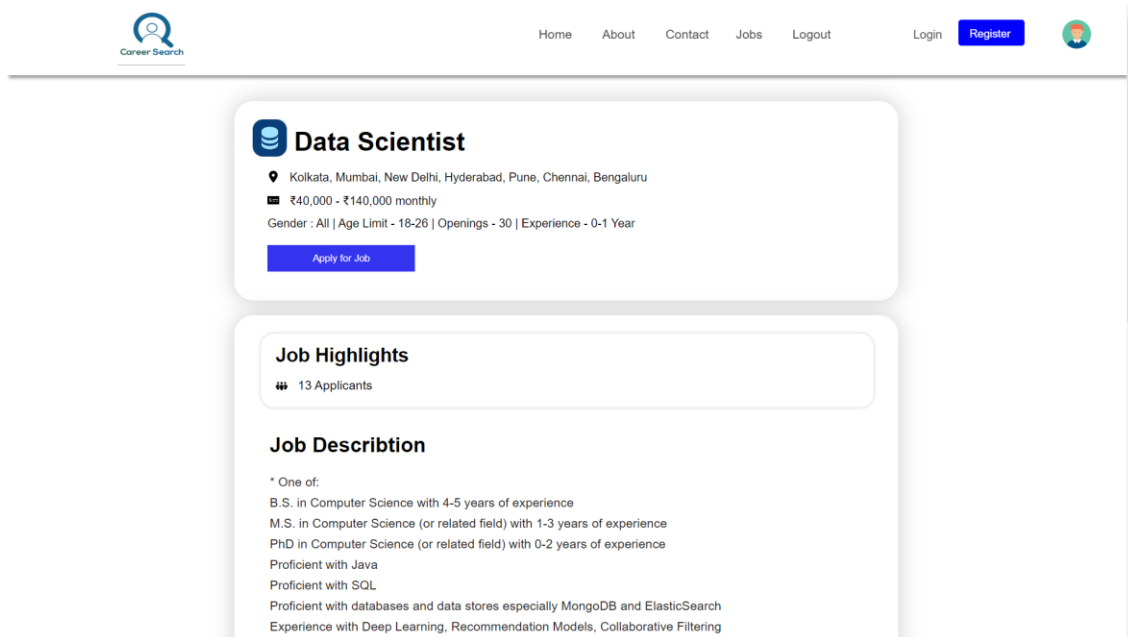 Career Search
Home About Contact Jobs Logout Login Register
Data Scientist
Kolkata, Mumbai, New Delhi, Hyderabad, Pune, Chennai, Bengaluru
₹40,000 - ₹140,000 monthly
Gender : All | Age Limit - 18-26 | Openings - 30 | Experience - 0-1 Year
Apply for Job
Job Highlights
13 Applicants
Job Describtion
* One of:
B.S. in Computer Science with 4-5 years of experience
M.S. in Computer Science (or related field) with 1-3 years of experience
PhD in Computer Science (or related field) with 0-2 years of experience
Proficient with Java
Proficient with SQL
Proficient with databases and data stores especially MongoDB and ElasticSearch
Experience with Deep Learning, Recommendation Models, Collaborative Filtering